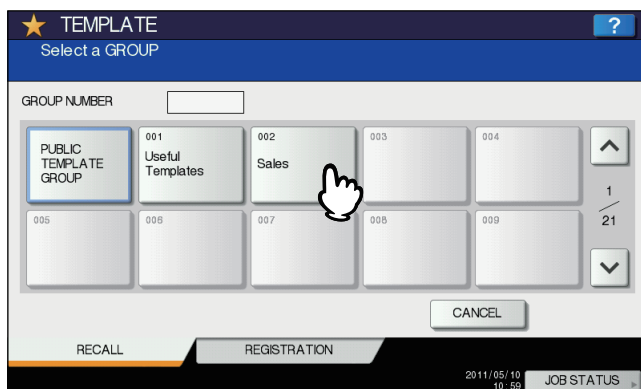 TEMPLATE
?
Select a GROUP
GROUP NUMBER
PUBLIC
TEMPLATE
GROUP
001
Useful
Templates
002
Sales
003
004
1
21
005
006
007
008
009
CANCEL
RECALL
REGISTRATION
2011/05/10
10:59
JOB STATUS